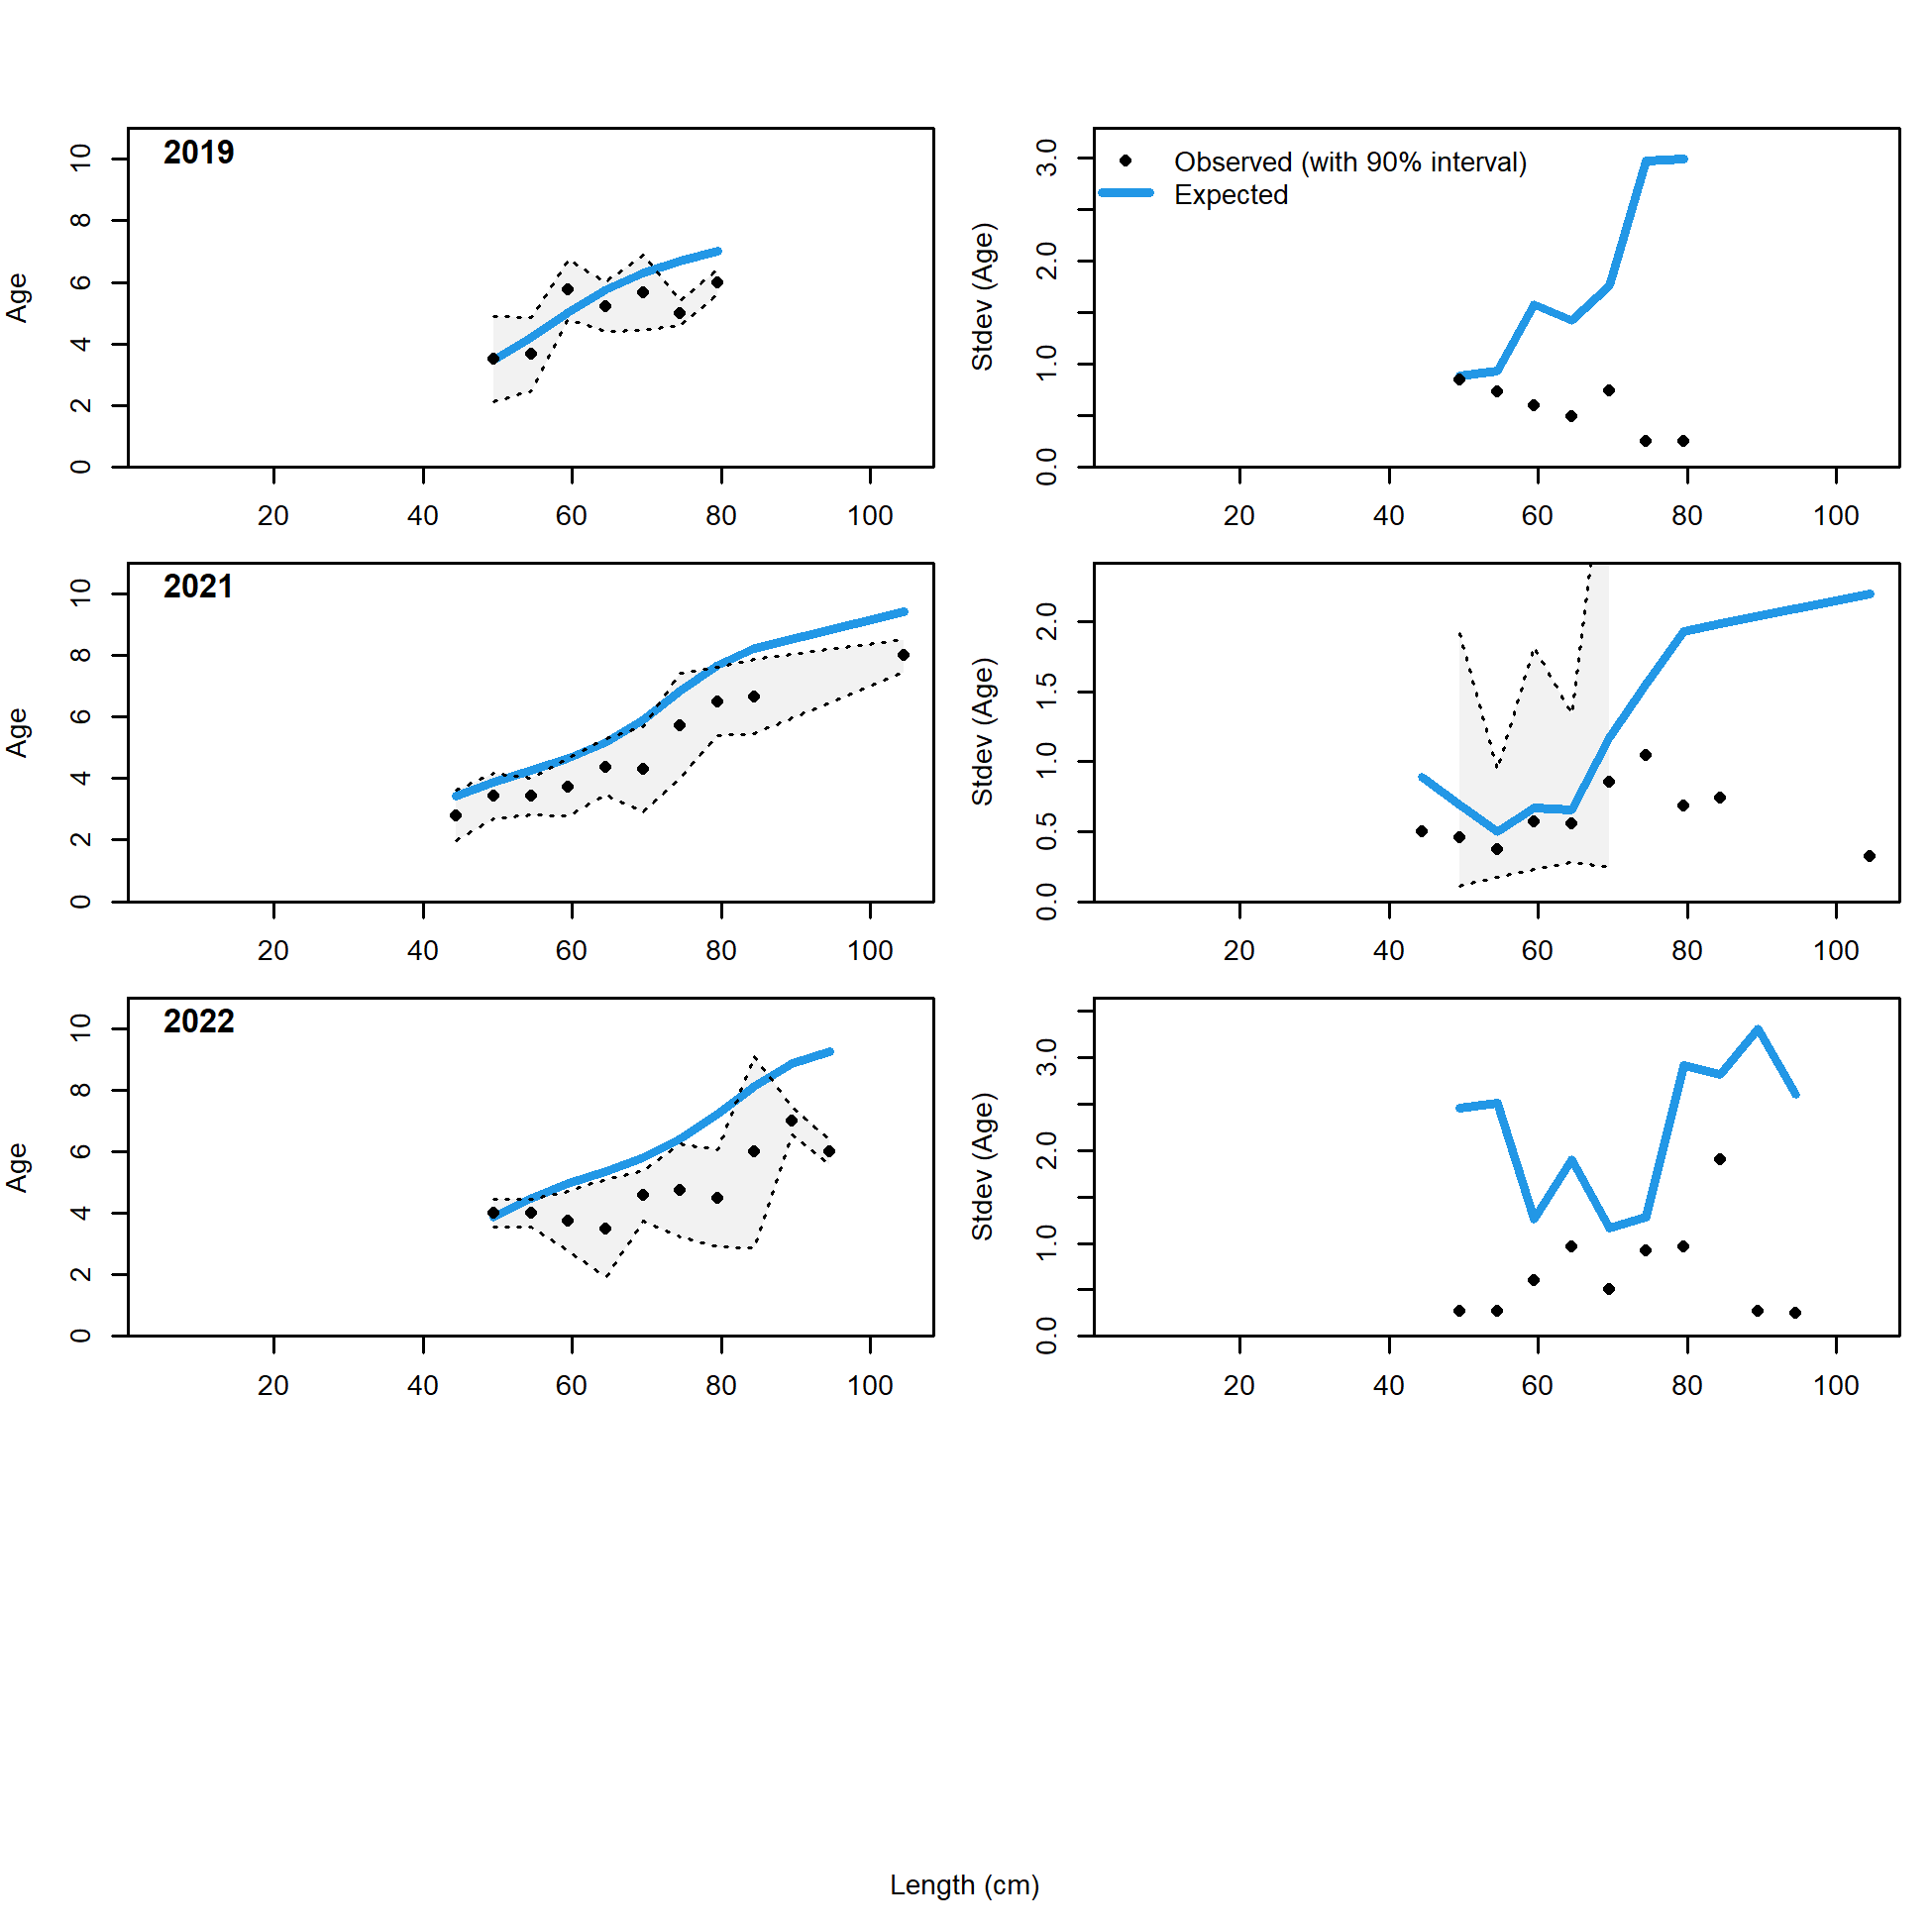 2019
Age
0 2 4 6 8 10
20 40 60 80 100
Observed (with 90% interval)
Expected
Stdev (Age)
0.0 1.0 2.0 3.0
20 40 60 80 100
2021
Age
0 2 4 6 8 10
20 40 60 80 100
Stdev (Age)
0.0 0.5 1.0 1.5 2.0
20 40 60 80 100
2022
Age
0 2 4 6 8 10
20 40 60 80 100
Stdev (Age)
0.0 1.0 2.0 3.0
20 40 60 80 100
Length (cm)